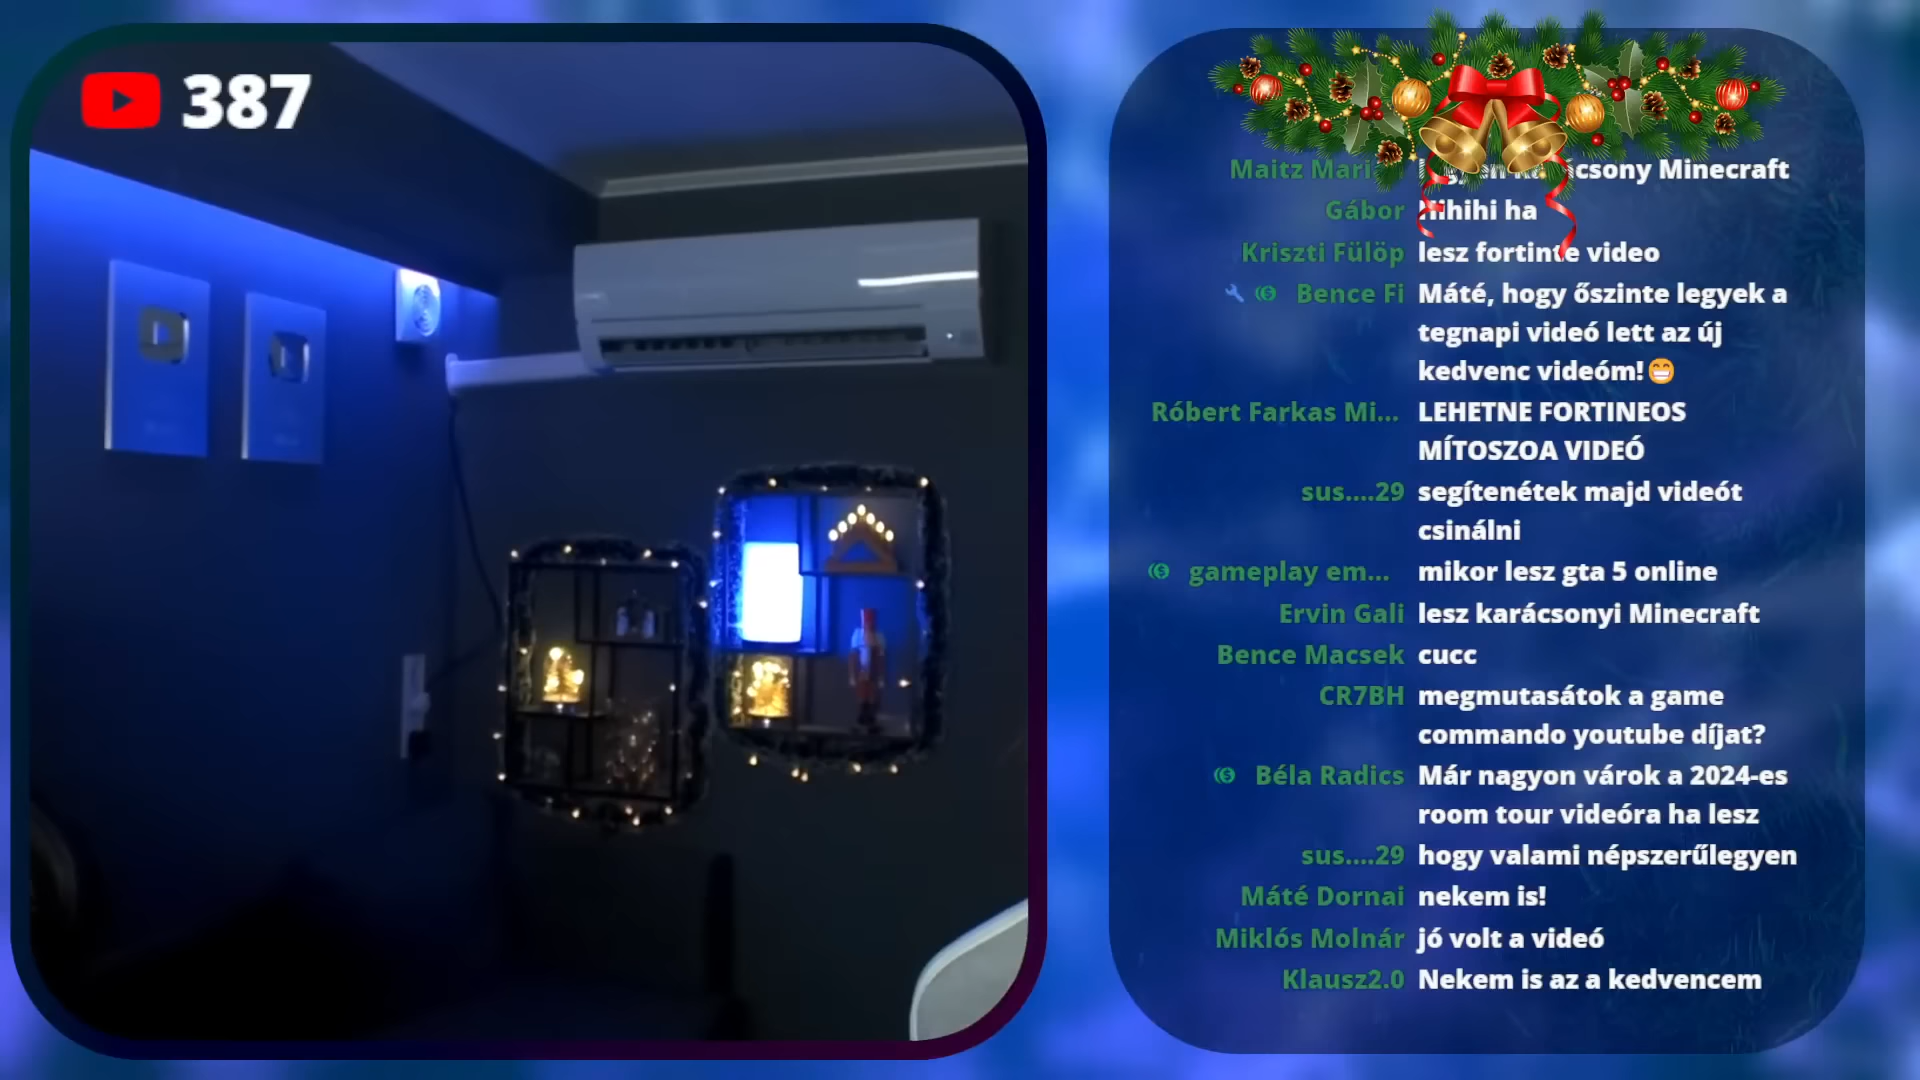 387
Maitz Mari
csony Minecraft
Gábor
hihihi ha
Kriszti Fülöp
lesz fortinte video
Bence Fi
Máté, hogy őszinte legyek a
tegnapi videó lett az új
kedvenc videóm!😁
Róbert Farkas Mi...
LEHETNE FORTINEOS
MÍTOSZOA VIDEÓ
sus....29
segítenétek majd videót
csinálni
gameplay em...
mikor lesz gta 5 online
Ervin Gali
lesz karácsonyi Minecraft
Bence Macsek
cucc
CR7BH
megmutasátok a game
commando youtube díjat?
Béla Radics
Már nagyon várok a 2024-es
room tour videóra ha lesz
sus....29
hogy valami népszerűlegyen
Máté Dornai
nekem is!
Miklós Molnár
jó volt a videó
Klausz2.0
Nekem is az a kedvencem